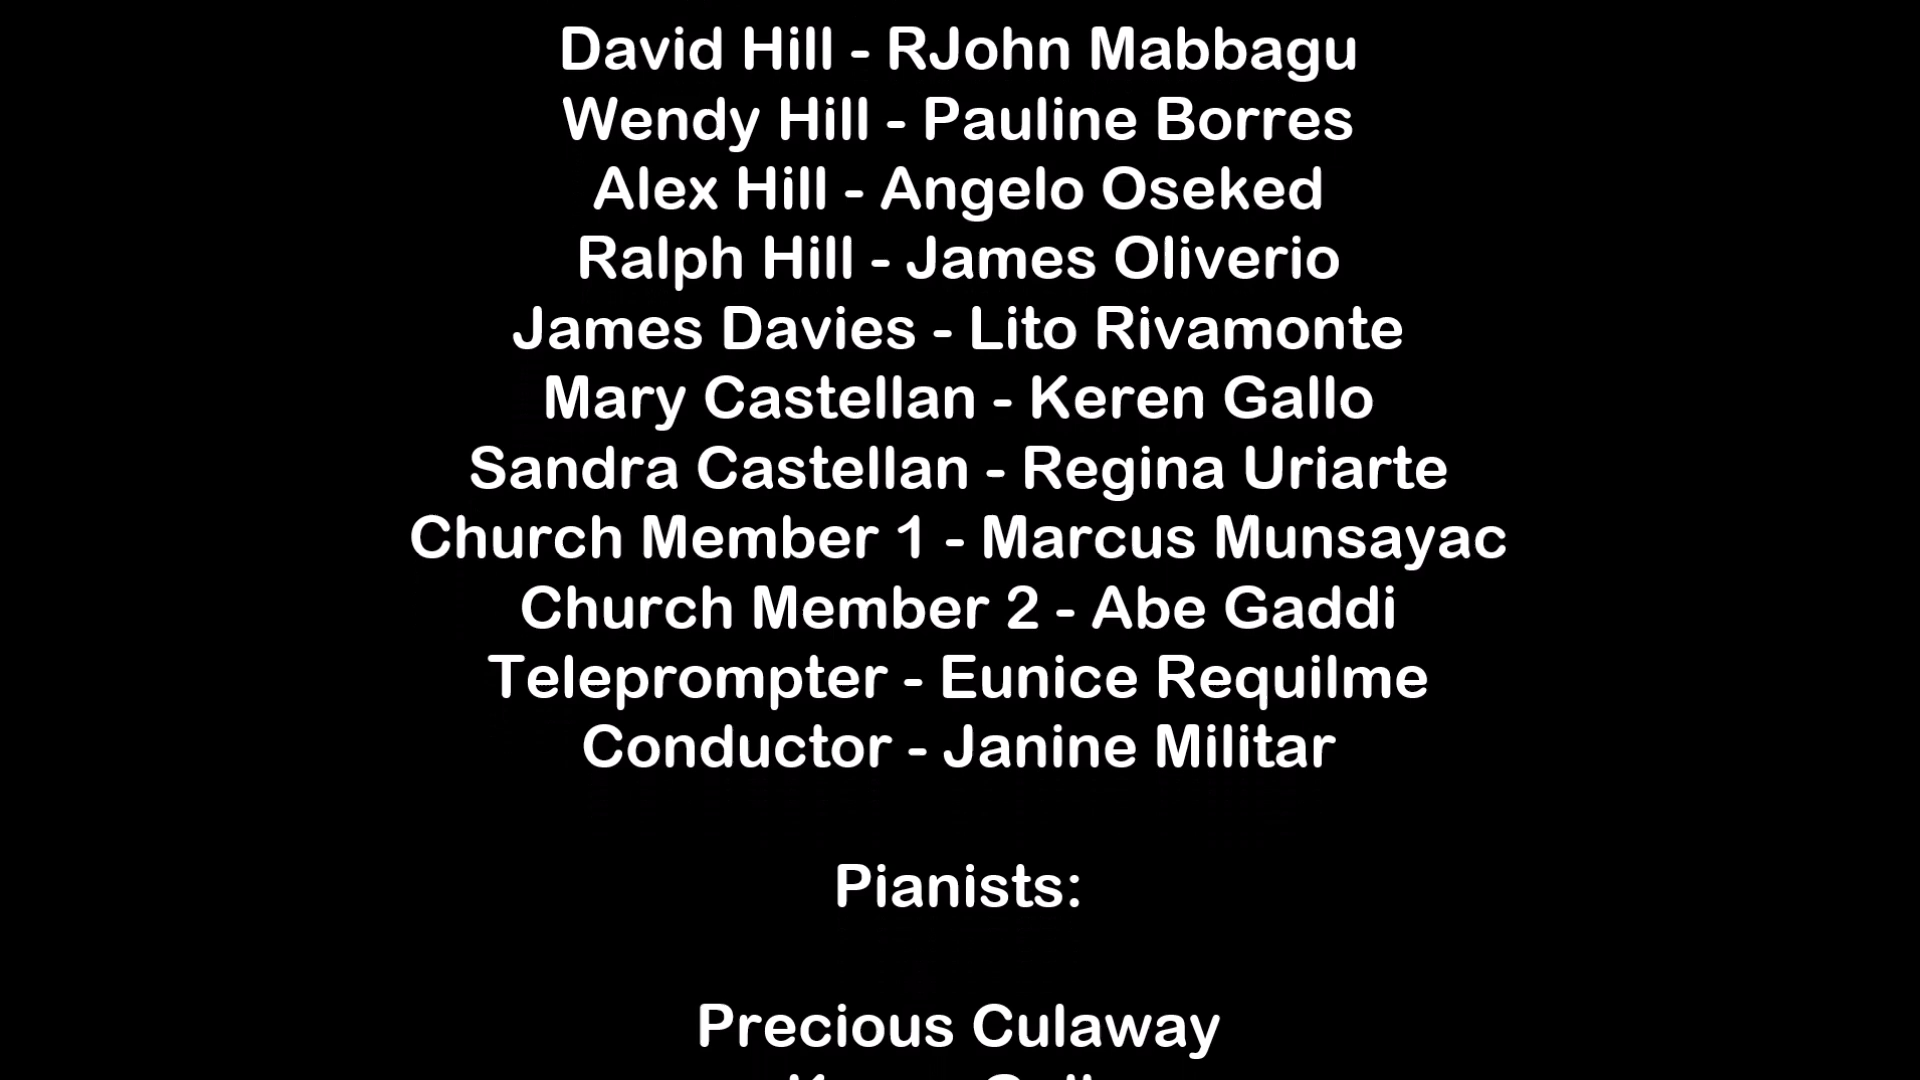 David Hill - RJohn Mabbagu
Wendy Hill - Pauline Borres
Alex Hill - Angelo Oseked
Ralph Hill - James Oliverio
James Davies - Lito Rivamonte
Mary Castellan - Keren Gallo
Sandra Castellan - Regina Uriarte
Church Member 1 - Marcus Munsayac
Church Member 2 - Abe Gaddi
Teleprompter - Eunice Requilme
Conductor - Janine Militar
Pianists:
Precious Culaway